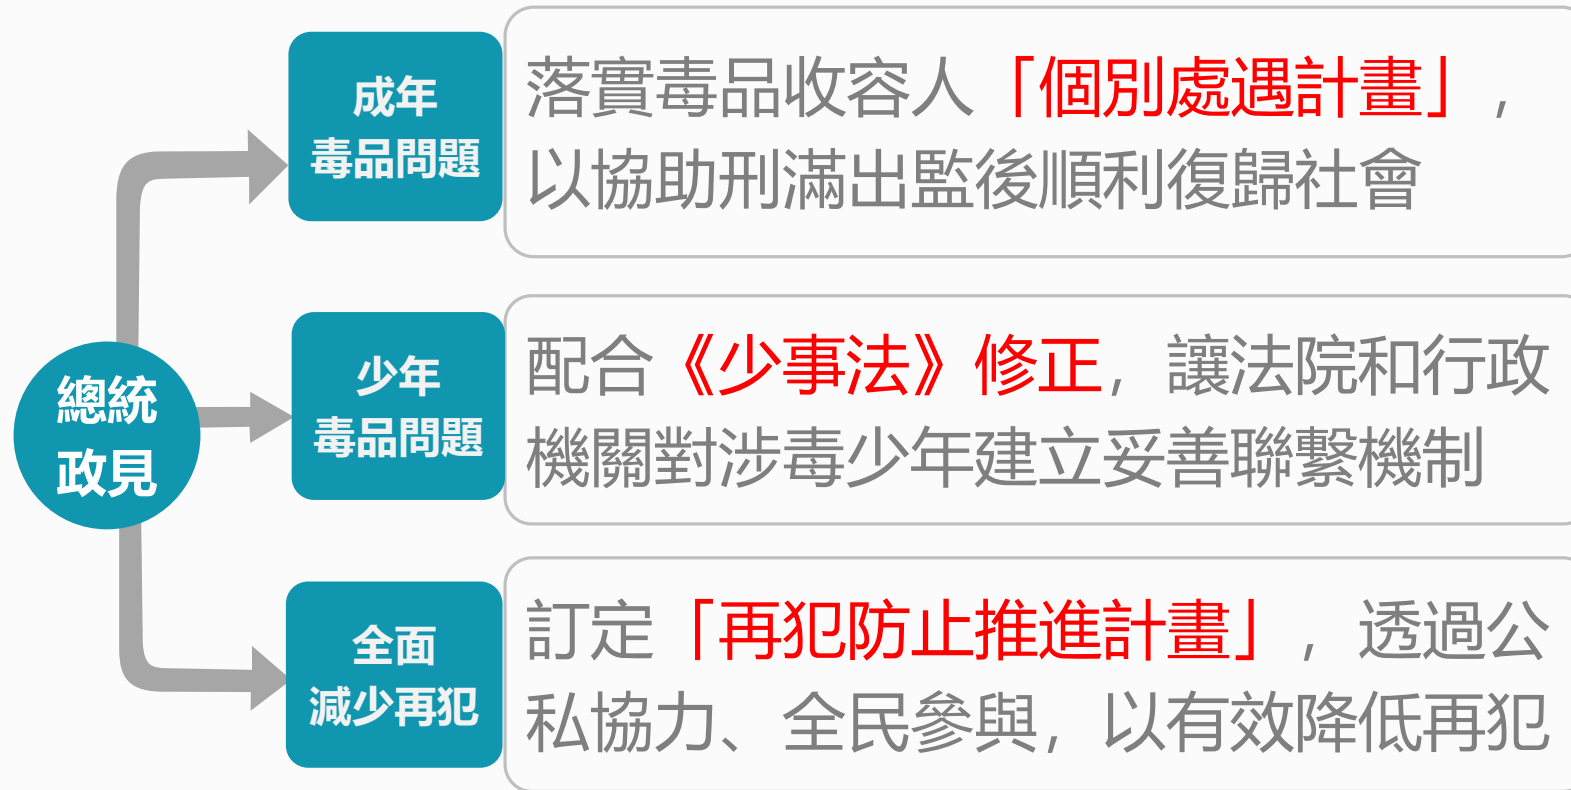 總統
政見
成年
毒品問題
落實毒品收容人「個別處遇計畫」,
以協助刑滿出監後順利復歸社會
少年
毒品問題
配合《少事法》修正,讓法院和行政
機關對涉毒少年建立妥善聯繫機制
全面
減少再犯
訂定「再犯防止推進計畫」,透過公
私協力、全民參與,以有效降低再犯